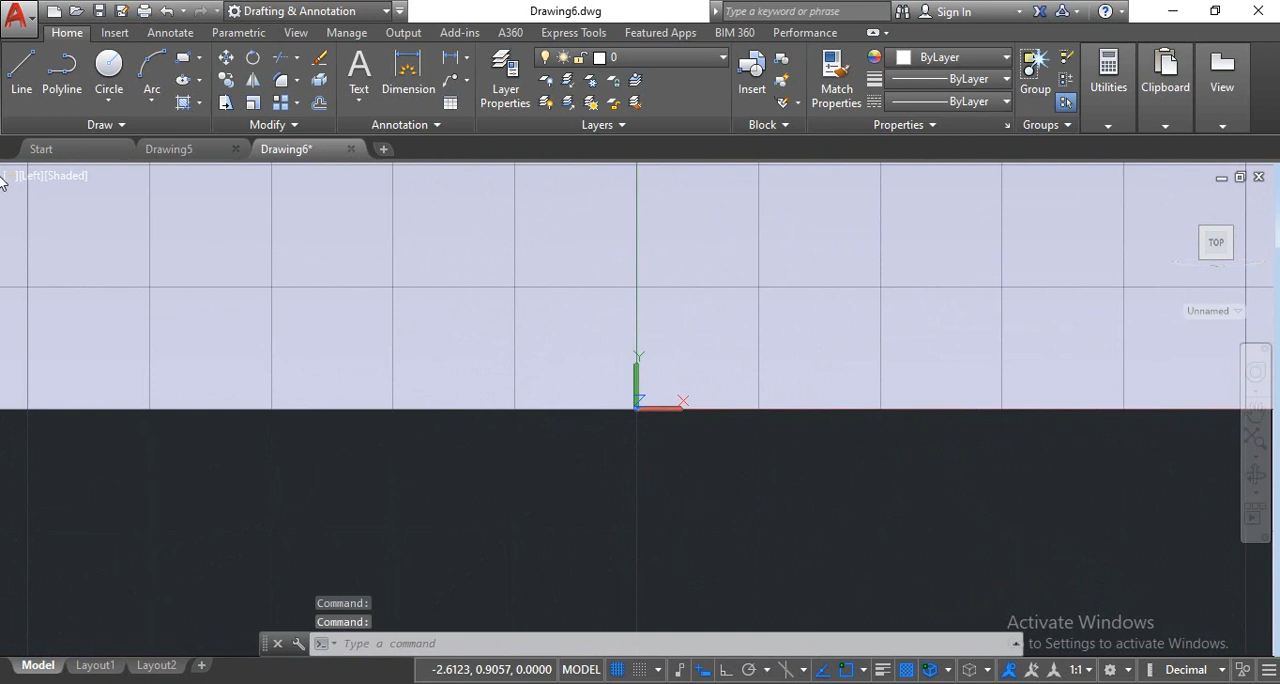 Drafting & Annotation
Drawing6.dwg
Type a keyword or phrase
Sign In
Home Insert Annotate Parametric View Manage Output Add-ins A360 Express Tools Featured Apps BIM 360 Performance
0
ByLayer
ByLayer
ByLayer
Line Polyline Circle Arc
Text Dimension
Layer Properties
Insert
Match Properties
Group
Utilities
Clipboard
View
Draw Modify Annotation Layers Block Properties Groups
Start Drawing5 Drawing6*
][Left][Shaded]
TOP
Unnamed
Y
Z
X
Command:
Command:
Type a command
Activate Windows
to Settings to activate Windows.
Model Layout1 Layout2
-2.6123, 0.9057, 0.0000 MODEL 1:1 Decimal